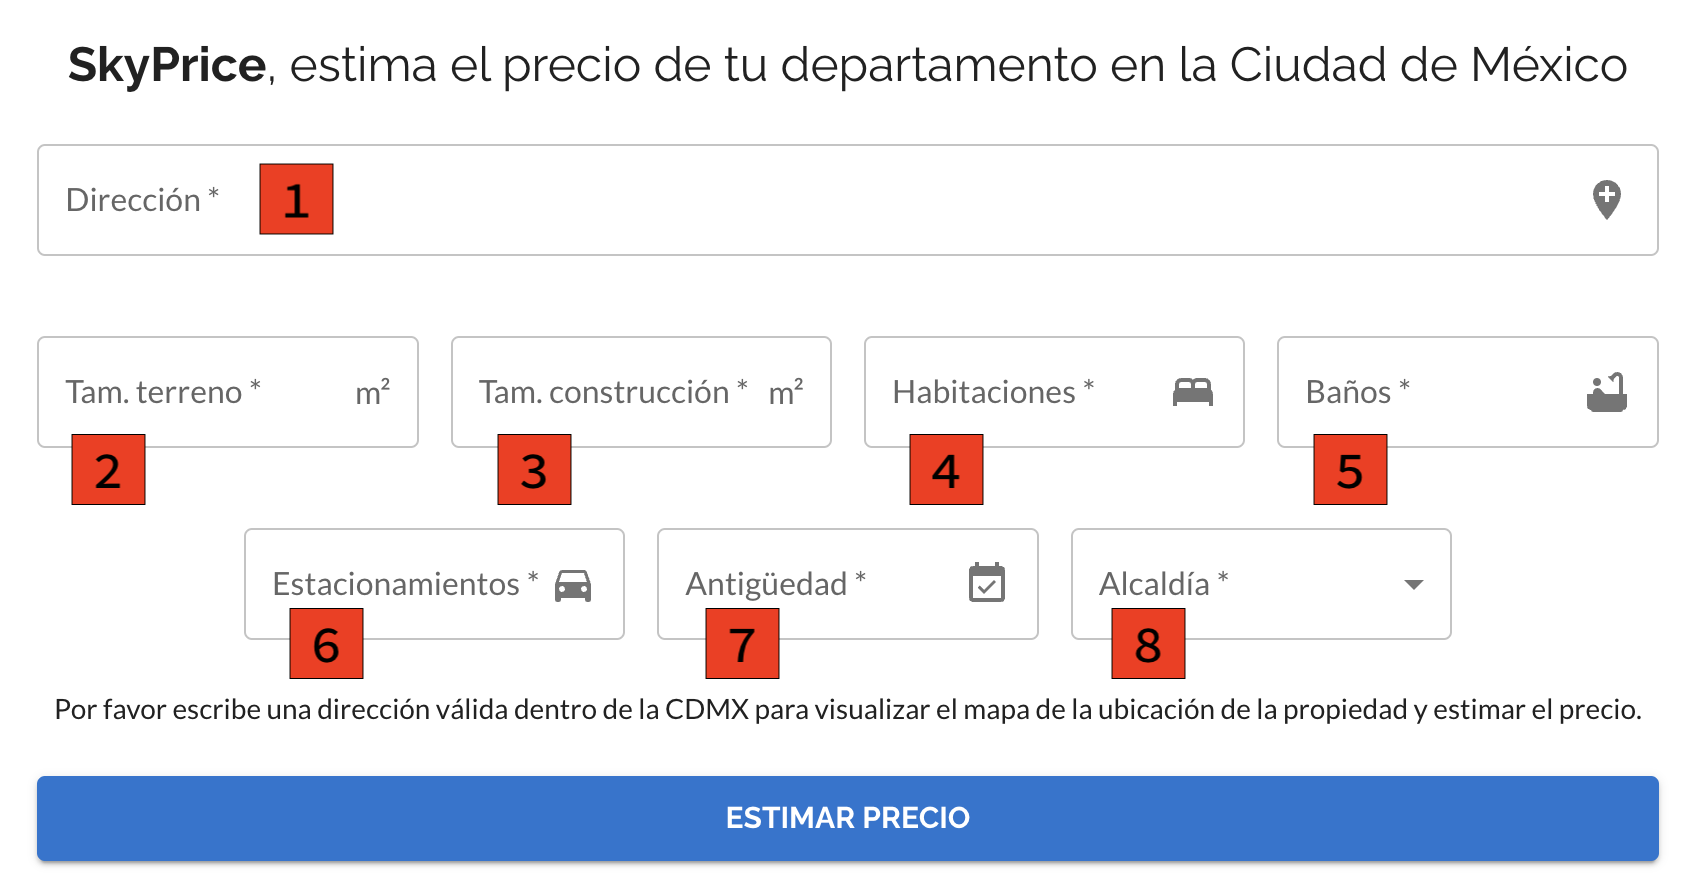 SkyPrice, estima el precio de tu departamento en la Ciudad de México
Dirección * 1
Tam. terreno * m² Tam. construcción * m² Habitaciones * Baños *
2 3 4 5
Estacionamientos * Antigüedad * Alcaldía *
6 7 8
Por favor escribe una dirección válida dentro de la CDMX para visualizar el mapa de la ubicación de la propiedad y estimar el precio.
ESTIMAR PRECIO